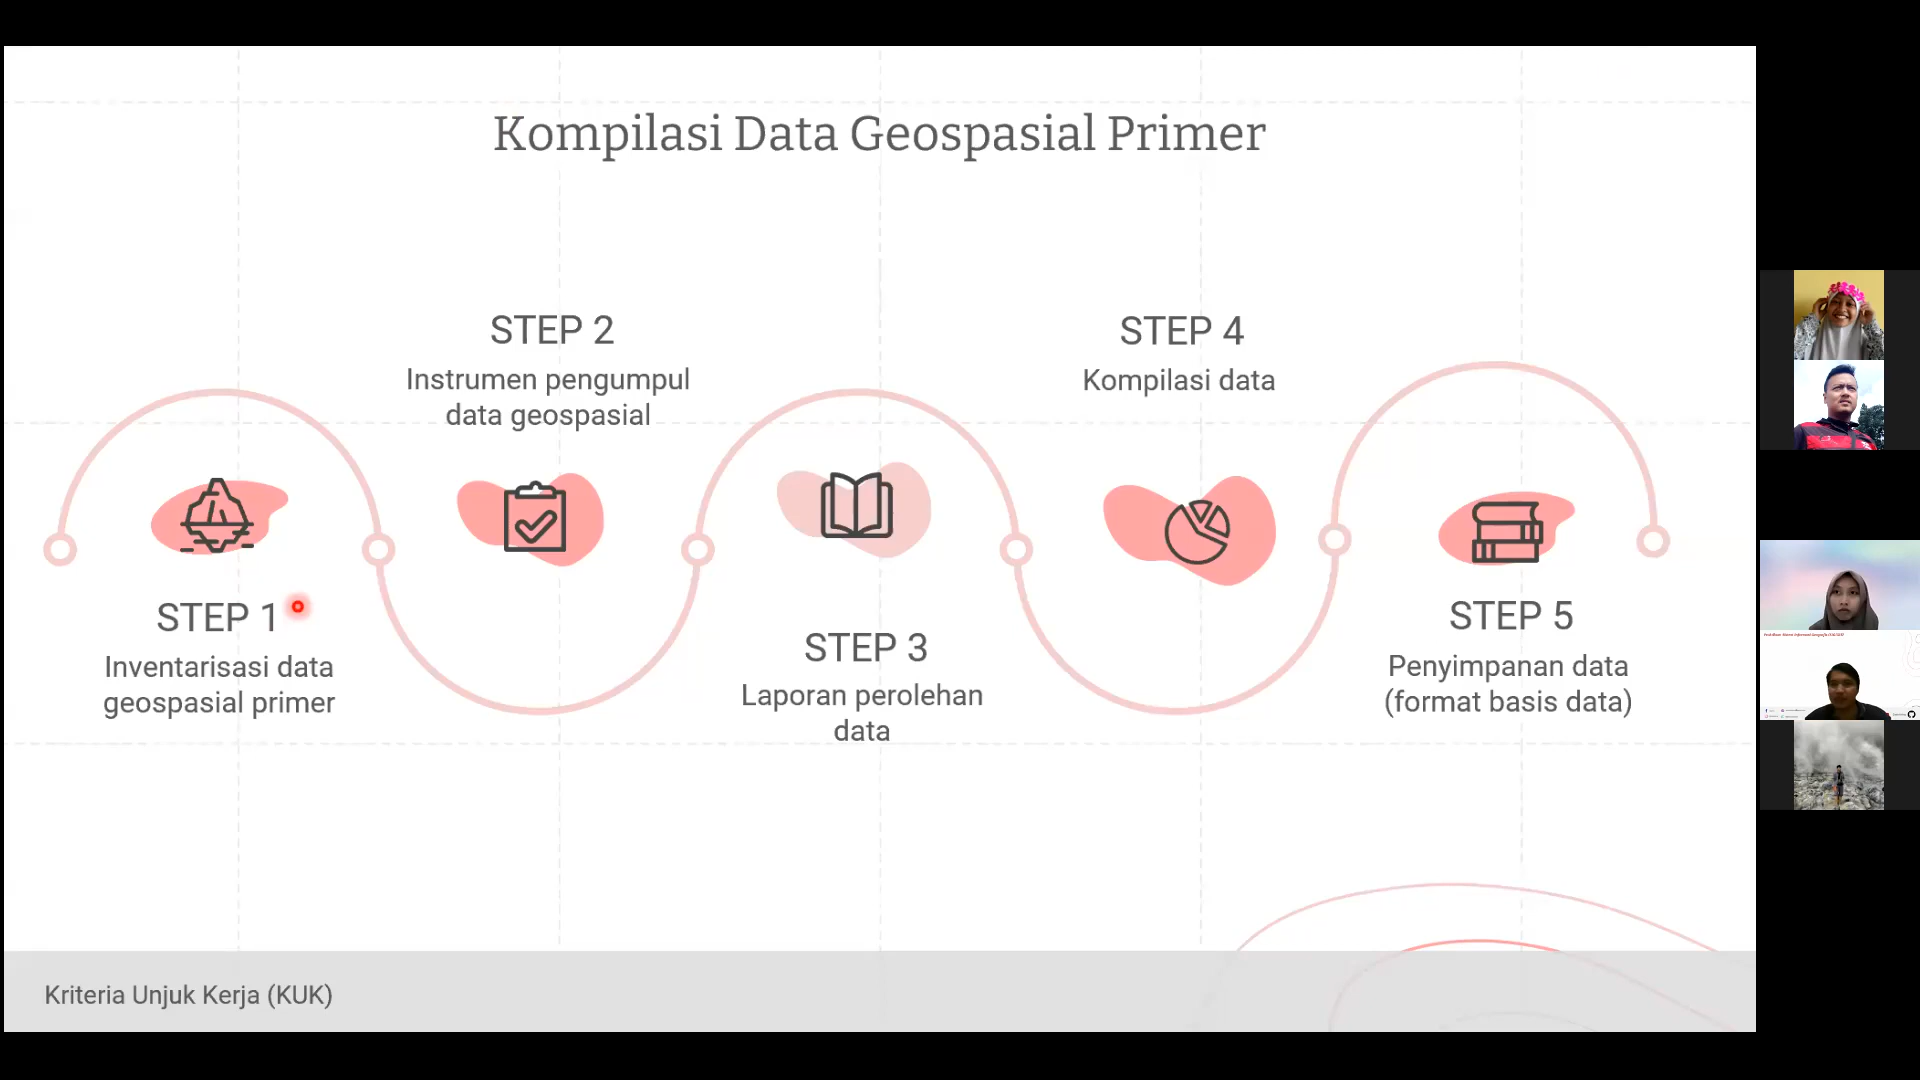 Kompilasi Data Geospasial Primer
STEP 1
Inventarisasi data
geospasial primer
STEP 2
Instrumen pengumpul
data geospasial
STEP 3
Laporan perolehan
data
STEP 4
Kompilasi data
STEP 5
Penyimpanan data
(format basis data)
Kriteria Unjuk Kerja (KUK)